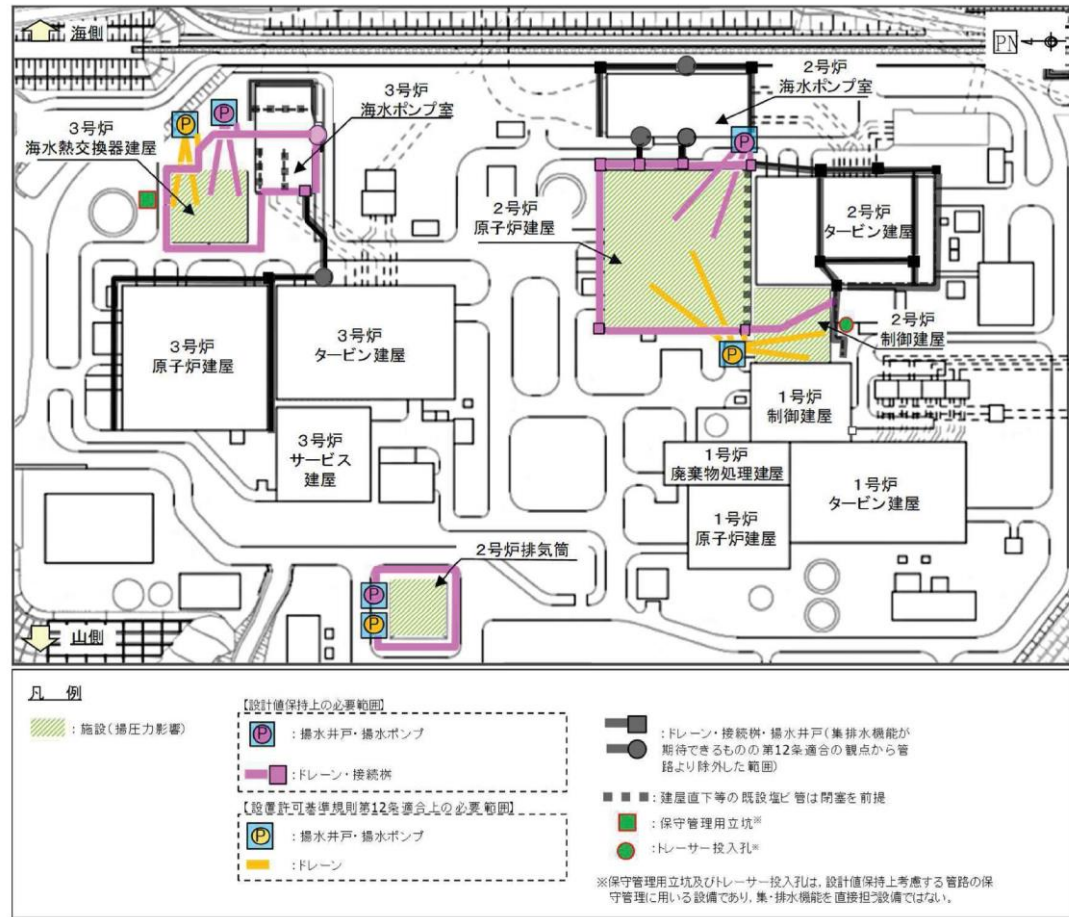 海側
PN
3号炉
海水熱交換器建屋
3号炉
海水ポンプ室
2号炉
海水ポンプ室
P
P
P
2号炉
原子炉建屋
2号炉
タービン建屋
2号炉
制御建屋
P
3号炉
原子炉建屋
3号炉
タービン建屋
3号炉
サービス
建屋
1号炉
制御建屋
1号炉
廃棄物処理建屋
1号炉
原子炉建屋
1号炉
タービン建屋
2号炉排気筒
P
P
山側
凡 例
:施設(揚圧力影響)
【設計値保持上の必要範囲】
P :揚水井戸・揚水ポンプ
:ドレーン・接続桝
【設置許可基準規則第12条適合上の必要範囲】
P :揚水井戸・揚水ポンプ
:ドレーン
:ドレーン・接続桝・揚水井戸(集排水機能が
期待できるものの第12条適合の観点から管
路より除外した範囲)
:建屋直下等の既設塩ビ管は閉塞を前提
:保守管理用立坑※
:トレーサー投入孔※
※保守管理用立坑及びトレーサー投入孔は、設計値保持上考慮する管路の保
守管理に用いる設備であり、集・排水機能を直接担う設備ではない。